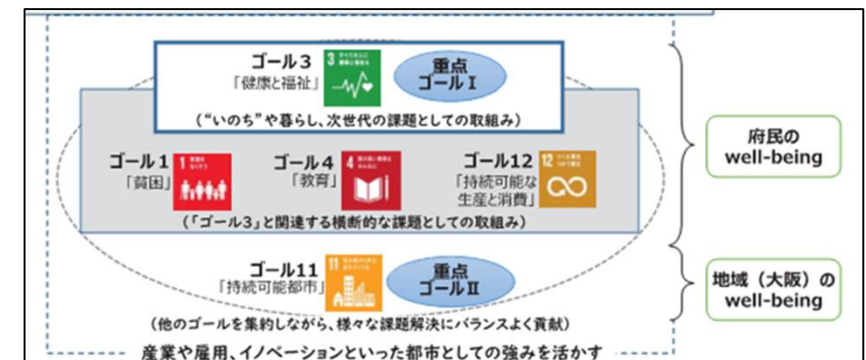 ゴール3
「健康と福祉」
3
重点
ゴールⅠ
(“いのち”や暮らし、次世代の課題としての取組み)
ゴール1
「貧困」
1
ゴール4
「教育」
4
ゴール12
「持続可能な
生産と消費」
12
(「ゴール3」と関連する横断的な課題としての取組み)
府民の
well-being
ゴール11
「持続可能都市」
11
重点
ゴールⅡ
(他のゴールを集約しながら、様々な課題解決にバランスよく貢献)
地域（大阪）の
well-being
産業や雇用、イノベーションといった都市としての強みを活かす